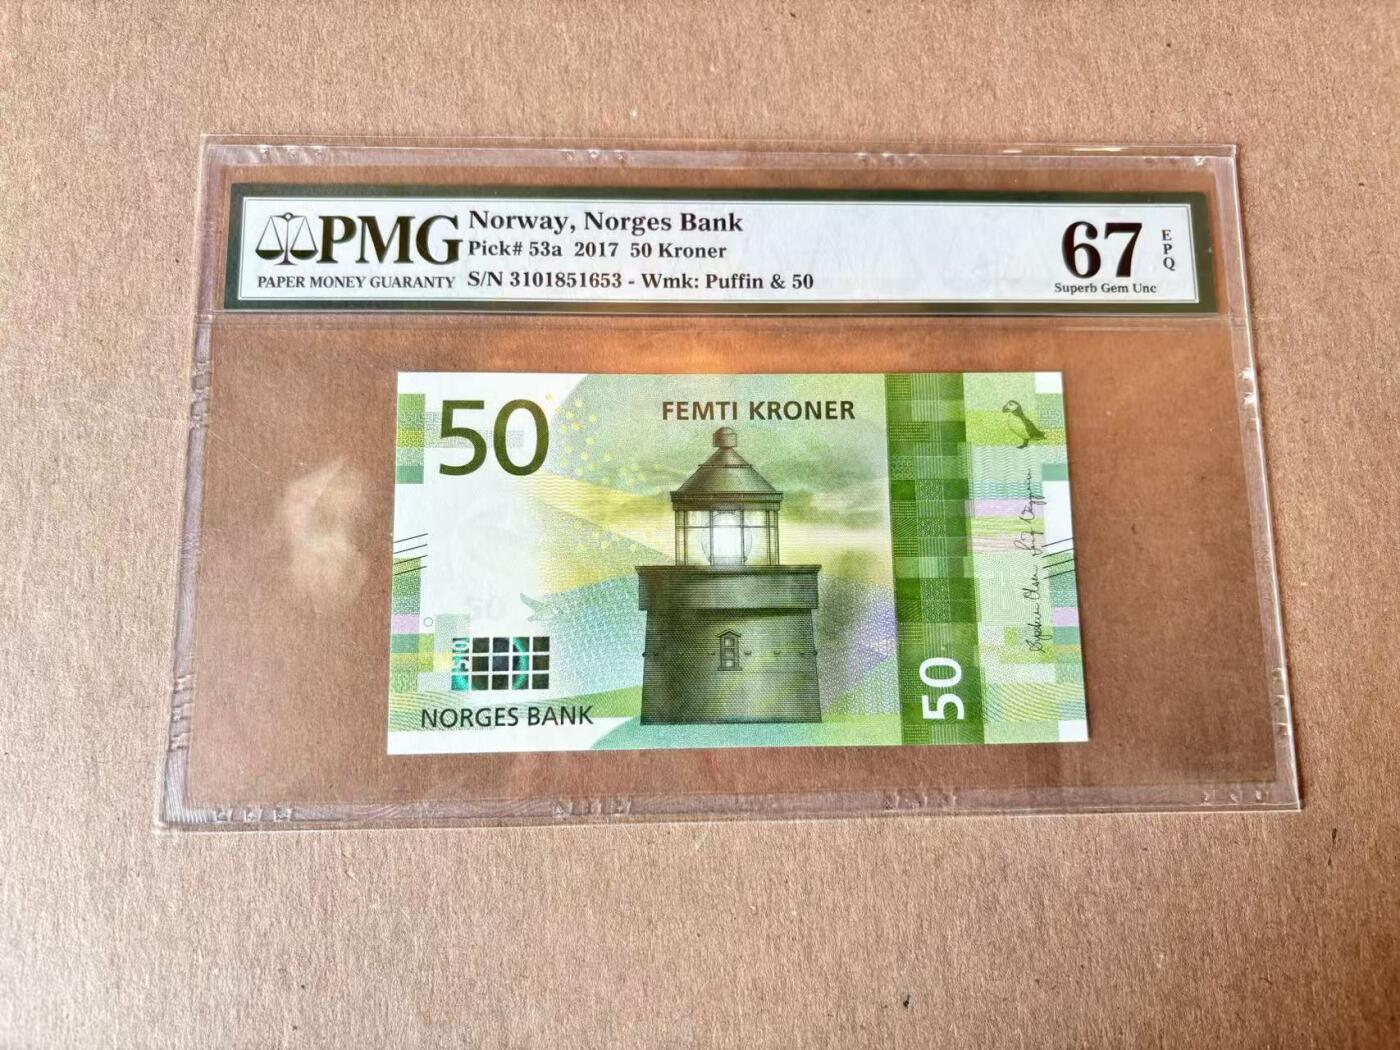 PMG
PAPER MONEY GUARANTY
Norway, Norges Bank
Pick# 53a 2017 50 Kroner
S/N 3101851653 - Wmk: Puffin & 50
67
EPQ
Superb Gem Unc
50
FEMTI KRONER
50
NORGES BANK
50